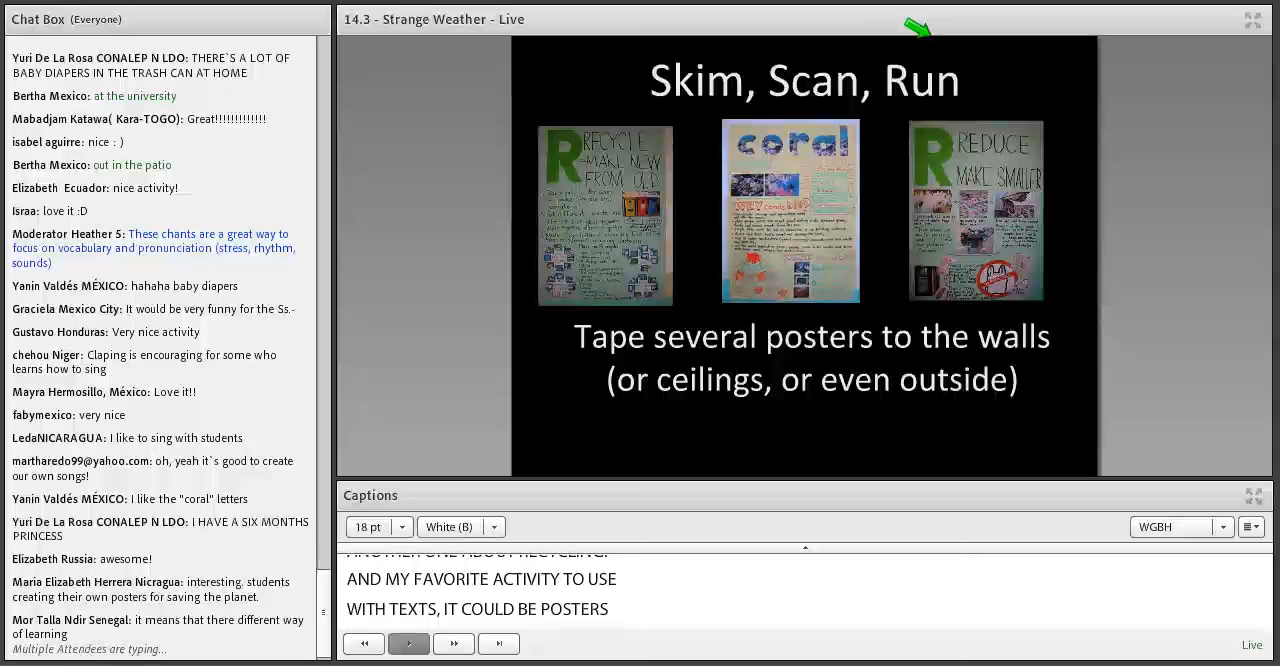 Chat Box (Everyone)
Yuri De La Rosa CONALEP N LDO: THERE`S A LOT OF
BABY DIAPERS IN THE TRASH CAN AT HOME
Bertha Mexico: at the university
Mabadjam Katawa( Kara-TOGO): Great!!!!!!!!!!!!!
isabel aguirre: nice : )
Bertha Mexico: out in the patio
Elizabeth Ecuador: nice activity!
Israa: love it :D
Moderator Heather S: These chants are a great way to
focus on vocabulary and pronunciation (stress, rhythm,
sounds)
Yanin Valdés MÉXICO: hahaha baby diapers
Graciela Mexico City: It would be very funny for the Ss.-
Gustavo Honduras: Very nice activity
chehou Niger: Claping is encouraging for some who
learns how to sing
Mayra Hermosillo, México: Love it!!
fabymexico: very nice
LedaNICARAGUA: I like to sing with students
martharedo99@yahoo.com: oh, yeah it`s good to create
our own songs!
Yanin Valdés MÉXICO: I like the "coral" letters
Yuri De La Rosa CONALEP N LDO: I HAVE A SIX MONTHS
PRINCESS
Elizabeth Russia: awesome!
Maria Elizabeth Herrera Nicragua: interesting. students
creating their own posters for saving the planet.
Mor Talla Ndir Senegal: it means that there different way
of learning
Multiple Attendees are typing...
14.3 - Strange Weather - Live
Skim, Scan, Run
RECYCLE
MAKE NEW
FROM OLD
coral
REDUCE
MAKE SMALLER
Tape several posters to the walls
(or ceilings, or even outside)
Captions
18 pt
White (B)
WGBH
ANOTHER ONE ABOUT RECYCLING.
AND MY FAVORITE ACTIVITY TO USE
WITH TEXTS, IT COULD BE POSTERS
Live